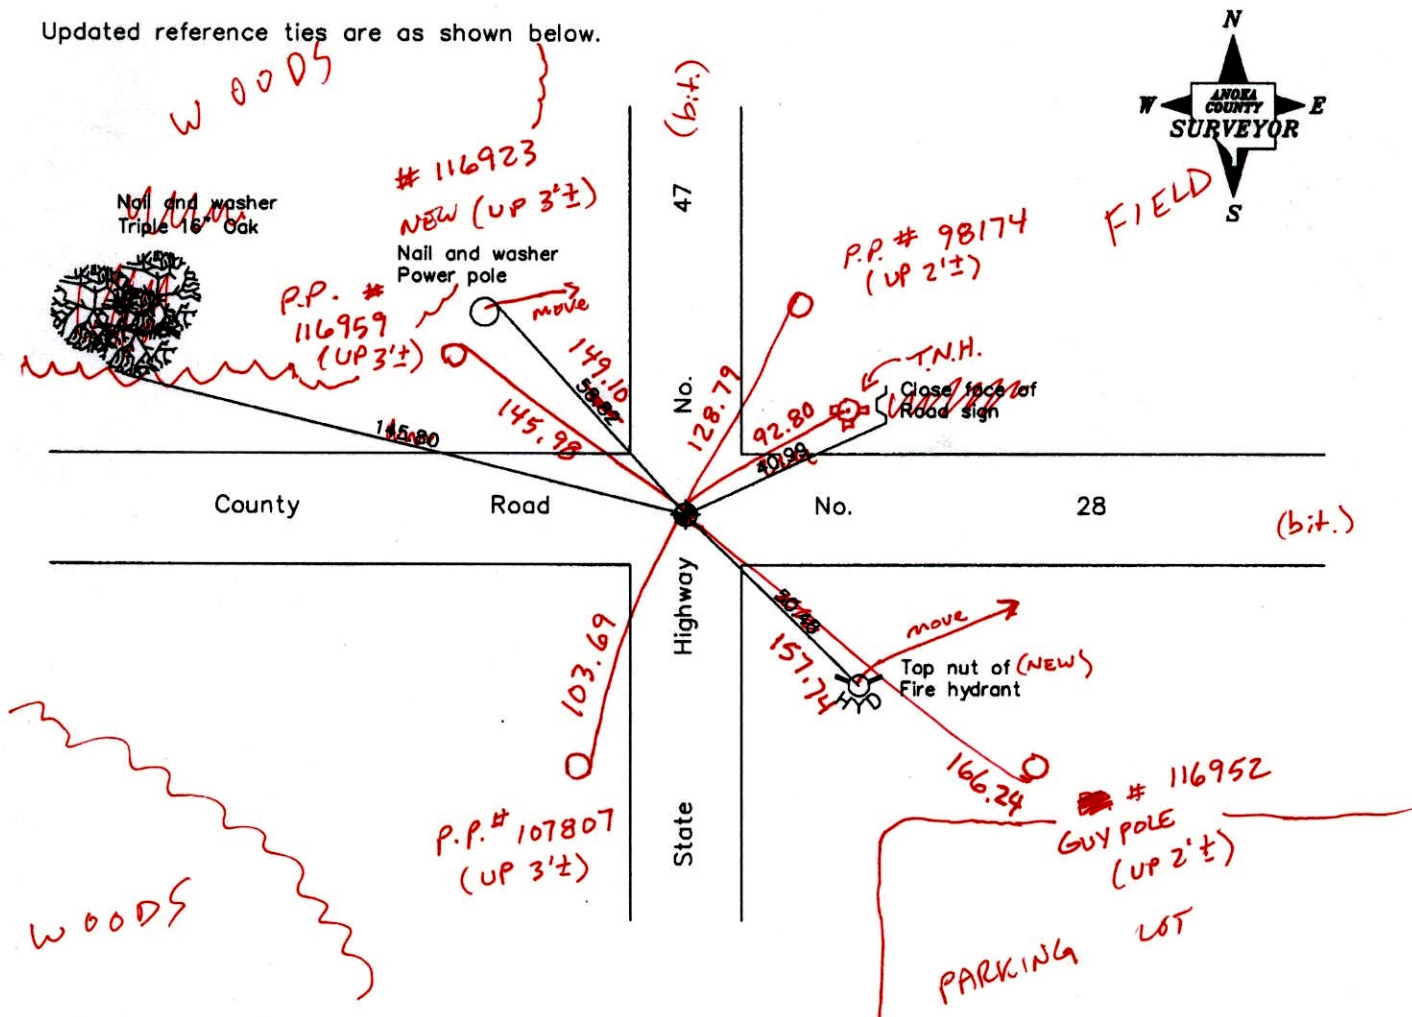 Updated reference ties are as shown below.
N
W
ANOKA
COUNTY
E
SURVEYOR
S
WOODS
(bit.)
# 116923
NEW (UP 3'±)
Nail and washer
Triple 16" Oak
Nail and washer
Power pole
47
FIELD
P.P. # 98174
(UP 2'±)
P.P. #
116959
(UP 3'±)
move
T.N.H.
Close face of
Road sign
149.10
145.98
128.79
No.
92.80
40.99
145.80
County Road No. 28
(bit.)
Highway
103.69
157.74
move
Top nut of (NEW)
Fire hydrant
HYD
166.24
# 116952
GUY POLE
(UP 2'±)
P.P.# 107807
(UP 3'±)
State
WOODS
PARKING LOT